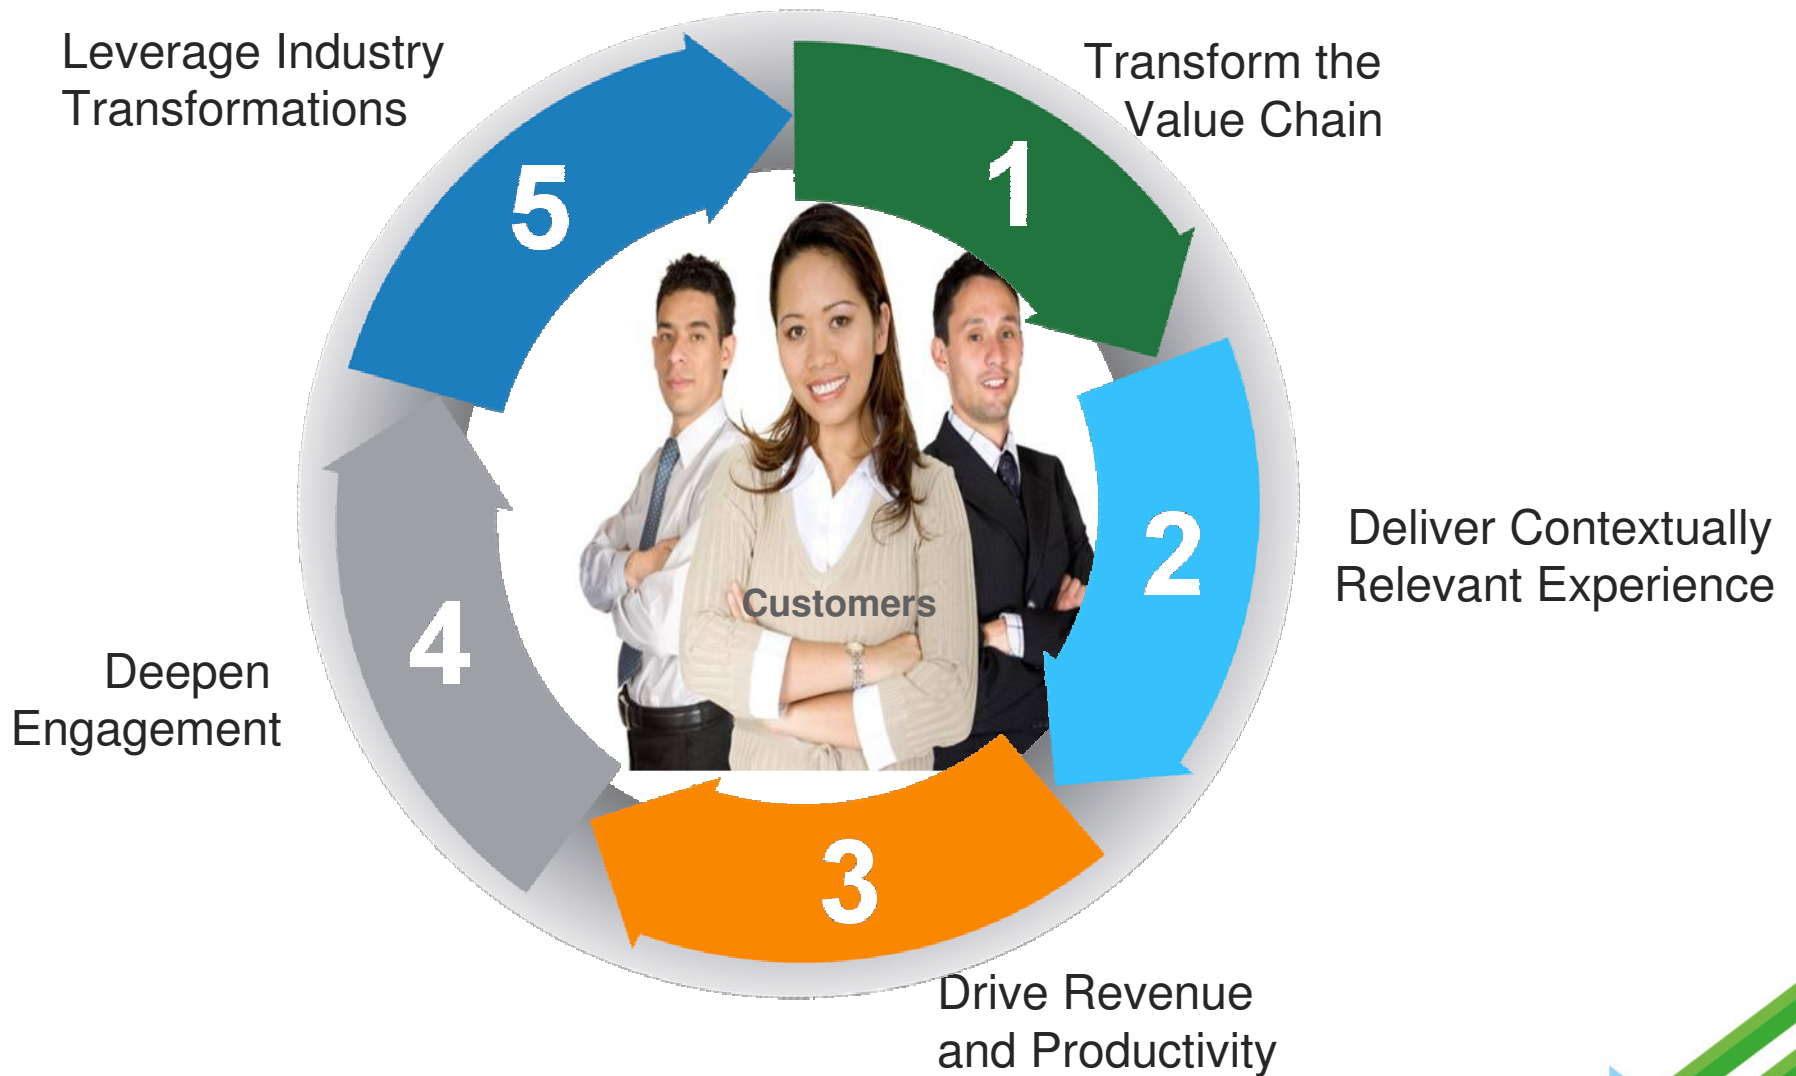 Leverage Industry
Transformations
Transform the
Value Chain
5
1
2
Deliver Contextually
Relevant Experience
Customers
4
Deepen
Engagement
3
Drive Revenue
and Productivity